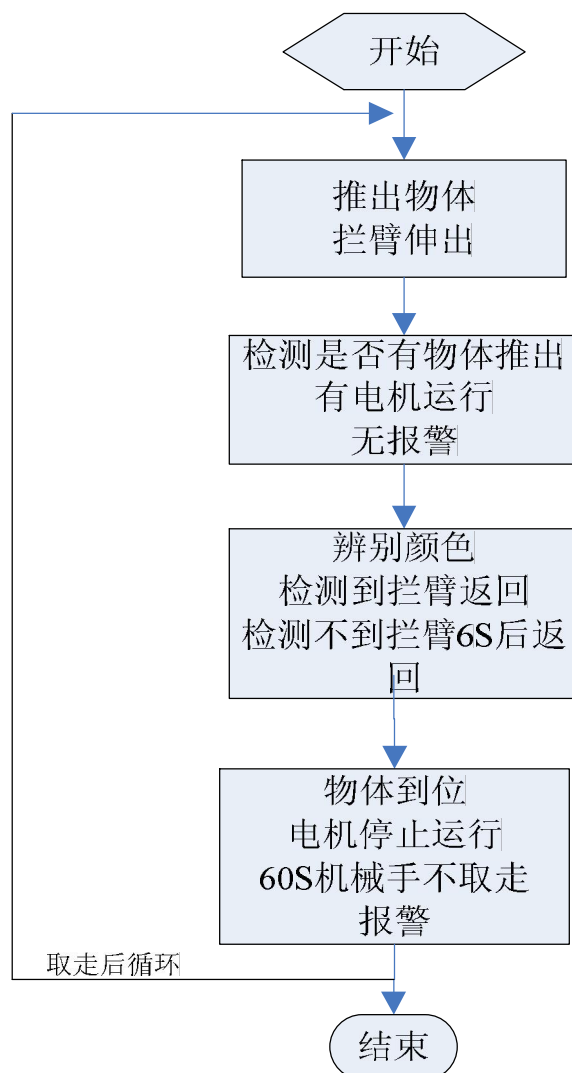 开始
推出物体
拦臂伸出
检测是否有物体推出
有电机运行
无报警
辨别颜色
检测到拦臂返回
检测不到拦臂6S后返
回
物体到位
电机停止运行
60S机械手不取走
报警
取走后循环
结束